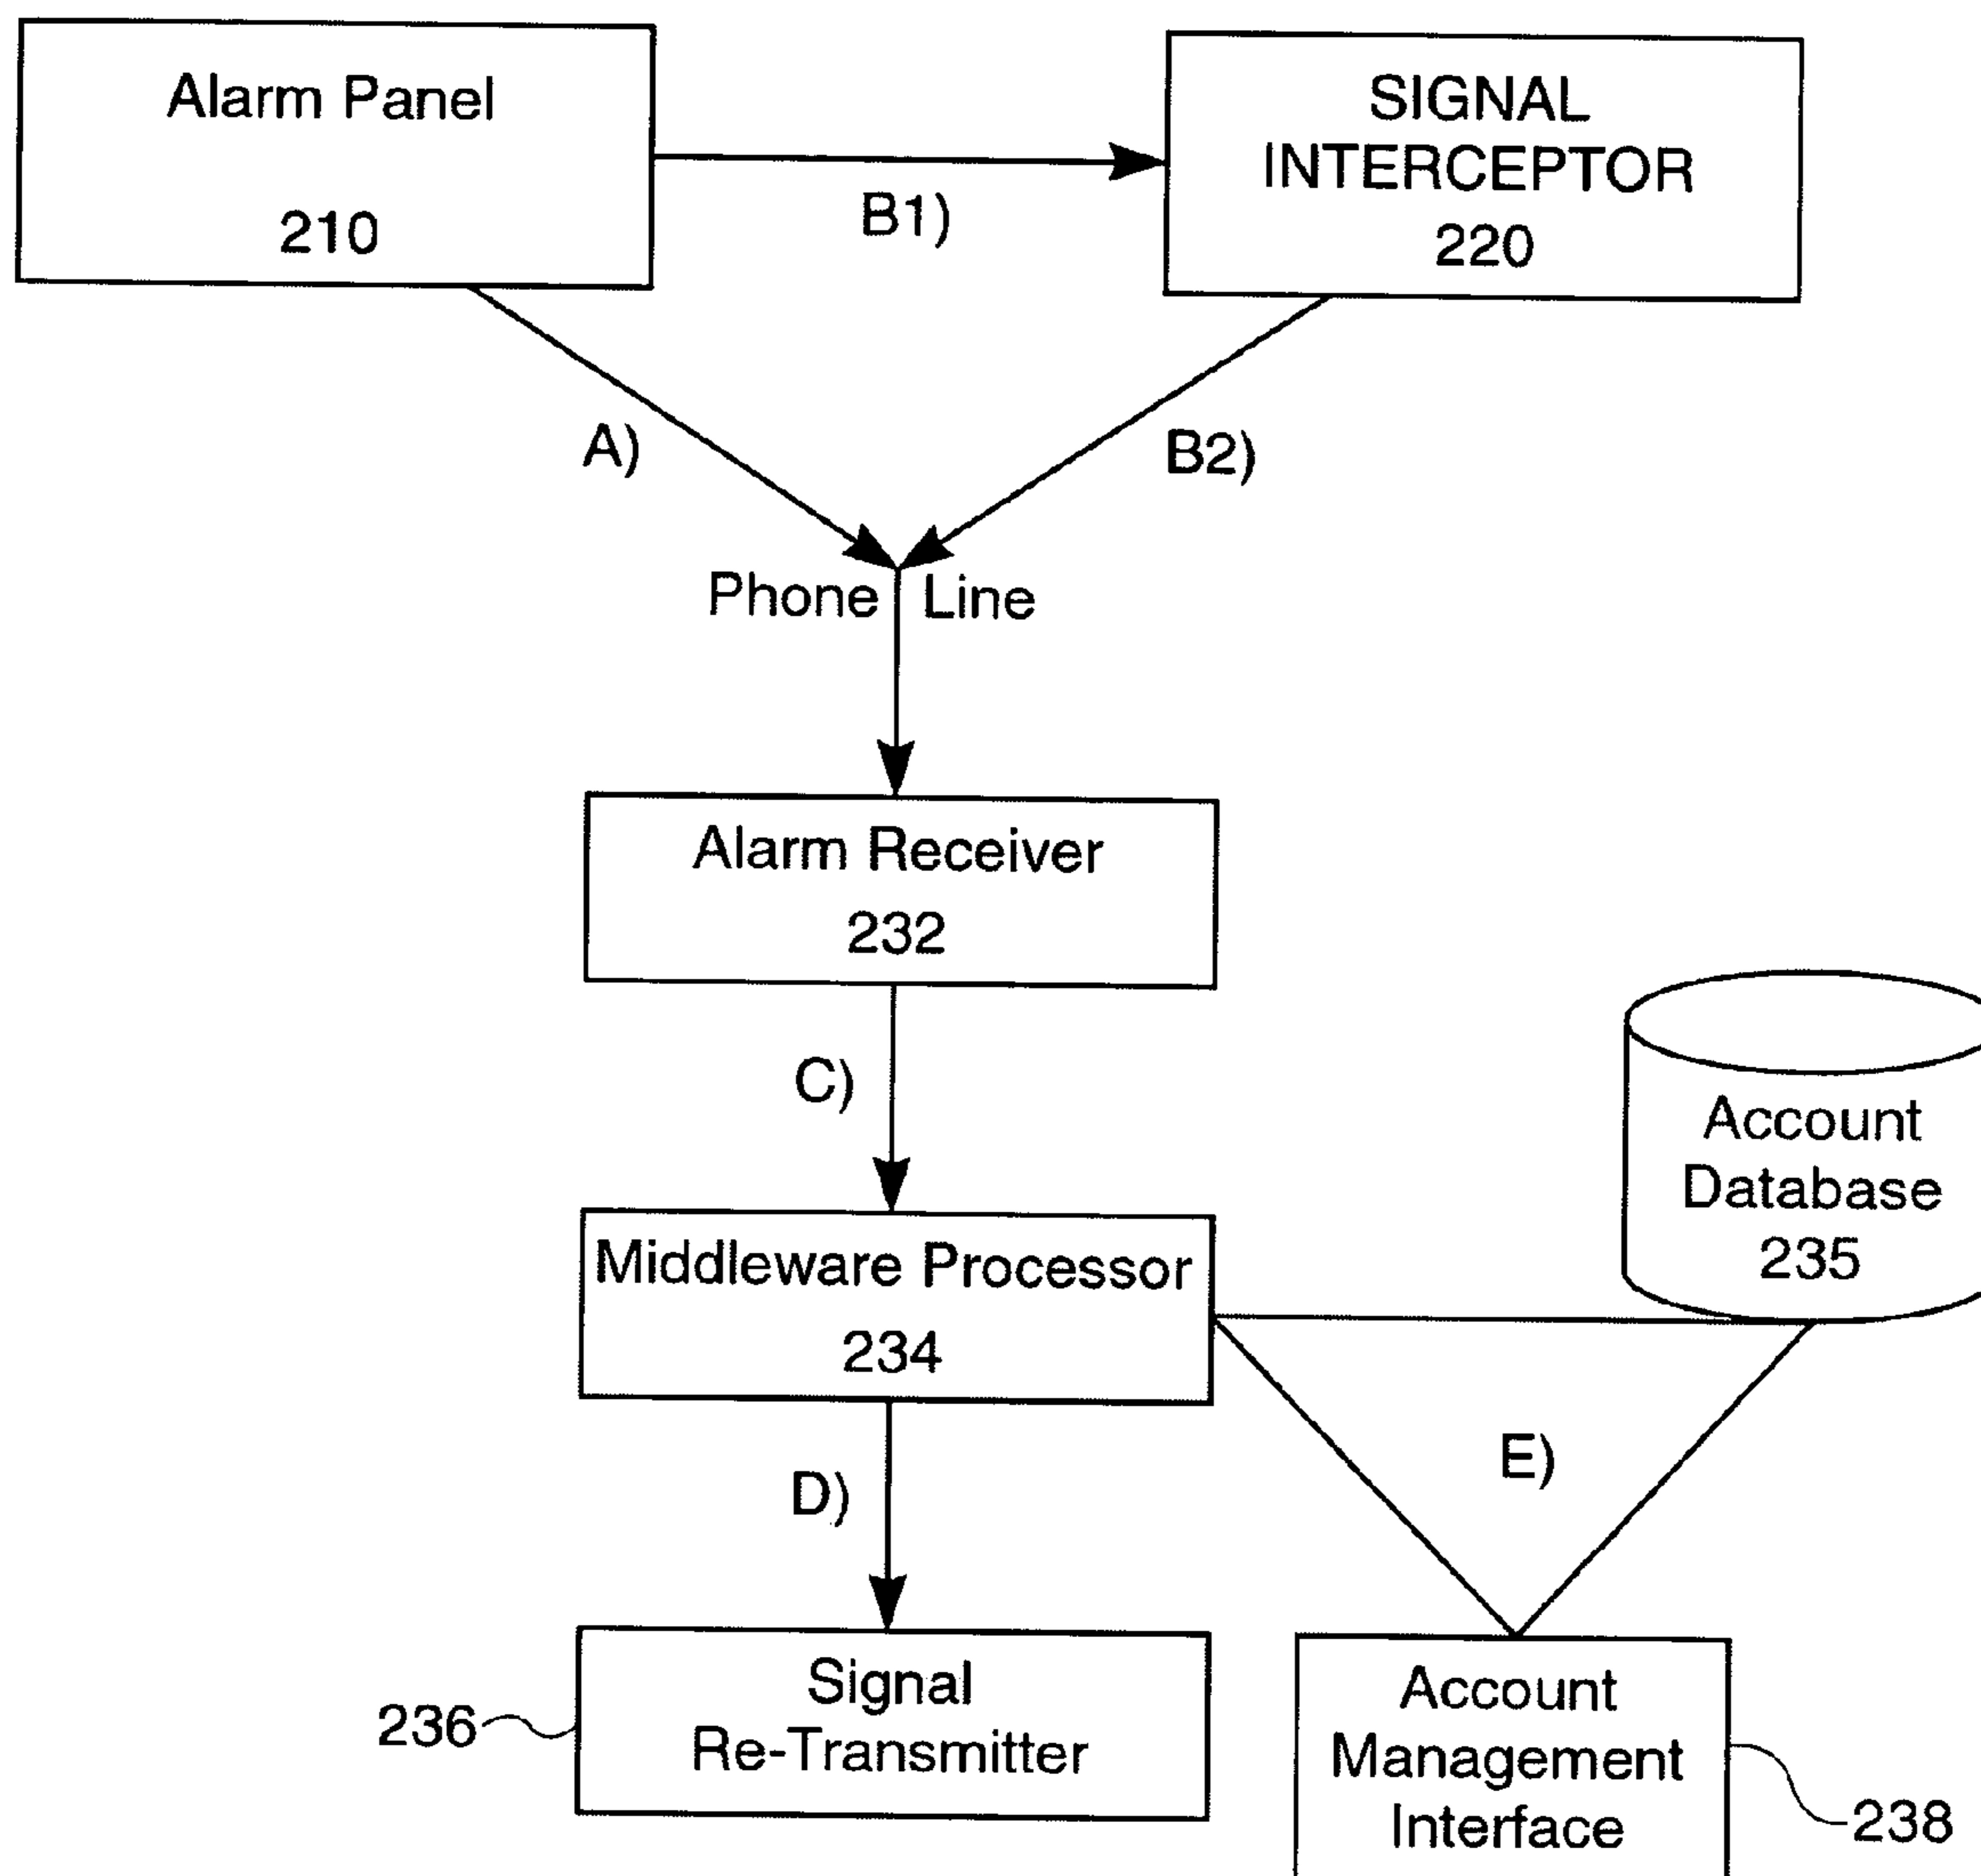 Alarm Panel
210
SIGNAL
INTERCEPTOR
220
B1)
A)
B2)
Phone Line
Alarm Receiver
232
C)
Account
Database
235
Middleware Processor
234
E)
D)
Signal
Re-Transmitter
236
Account
Management
Interface
238